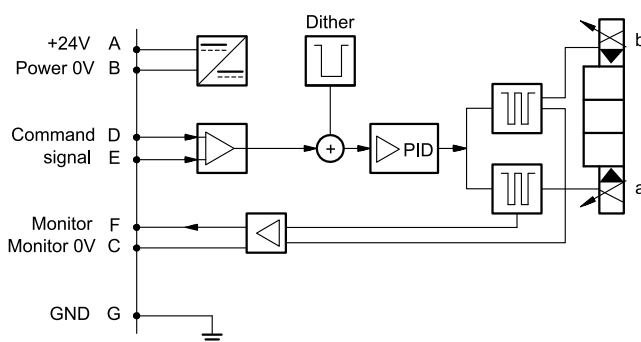 Dither
+24V A
Power 0V B
b
Command D
signal E
+
PID
a
Monitor F
Monitor 0V C
GND G